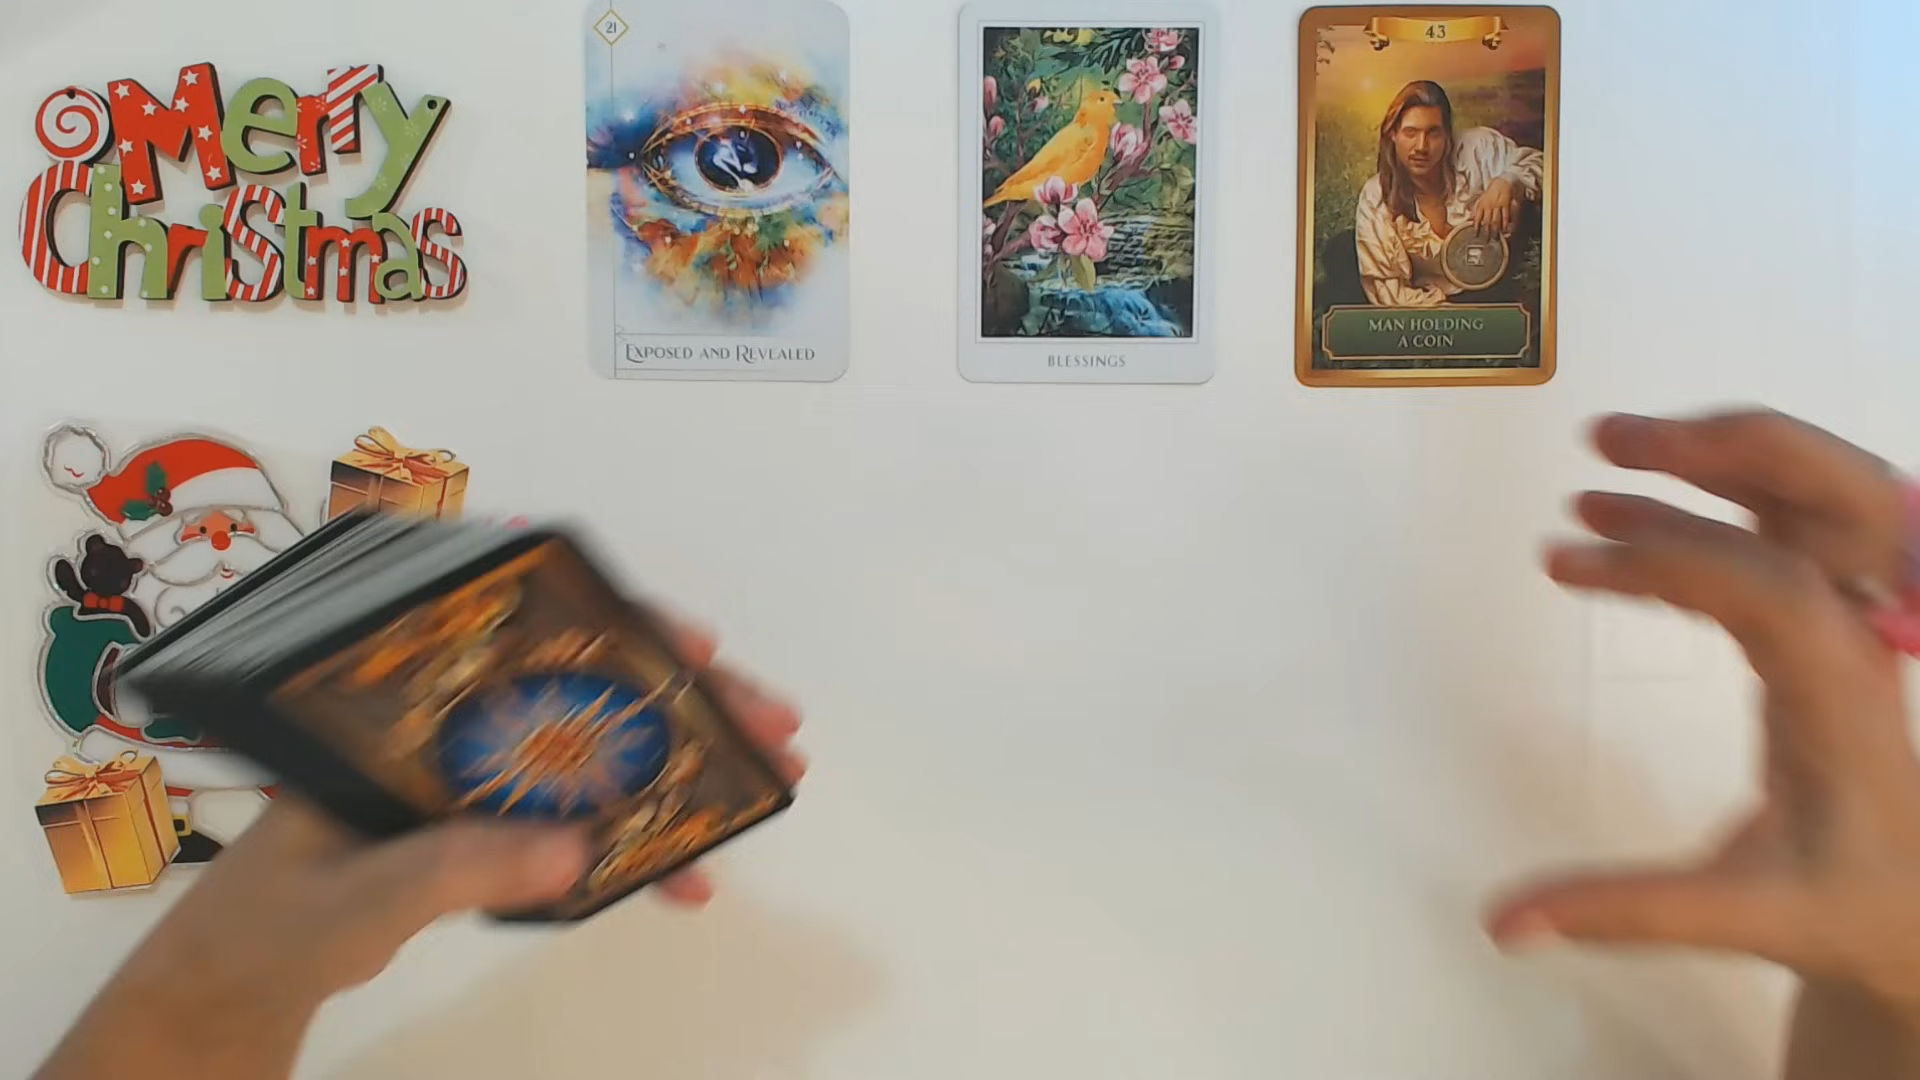 Merry
Christmas
21
EXPOSED AND REVEALED
BLESSINGS
43
MAN HOLDING
A COIN